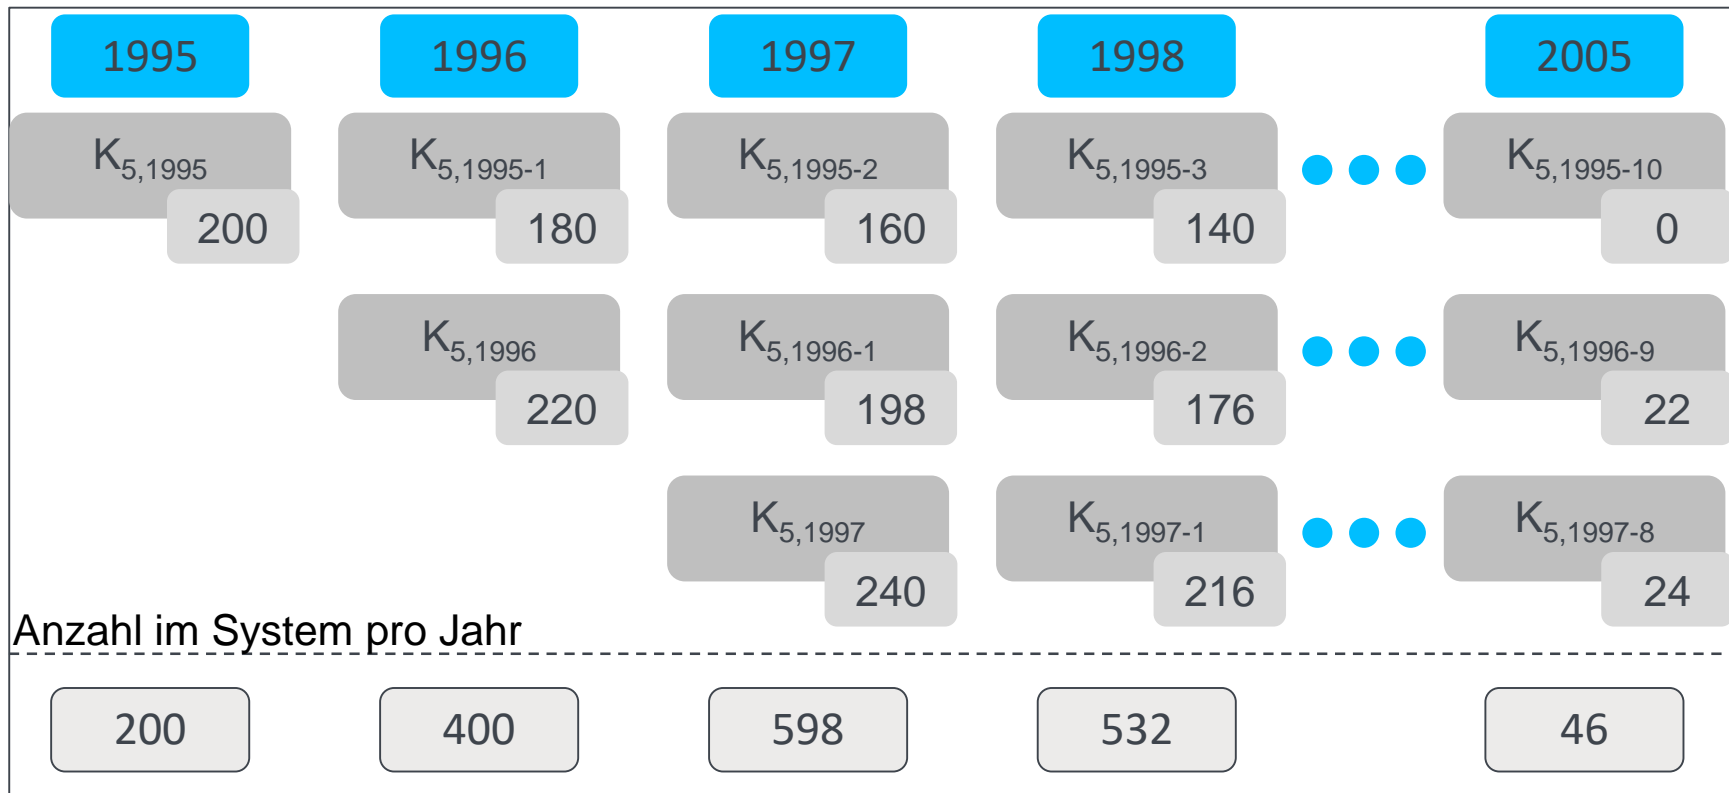 1995 1996 1997 1998 2005
K5,1995 K5,1995-1 K5,1995-2 K5,1995-3 K5,1995-10
200 180 160 140 0
K5,1996 K5,1996-1 K5,1996-2 K5,1996-9
220 198 176 22
K5,1997 K5,1997-1 K5,1997-8
240 216 24
Anzahl im System pro Jahr
200 400 598 532 46